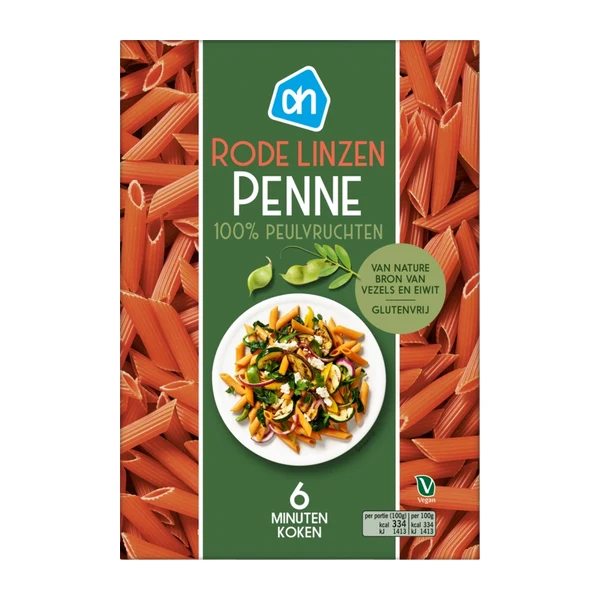 ah
RODE LINZEN
PENNE
100% PEULVRUCHTEN
VAN NATURE
BRON VAN
VEZELS EN EIWIT
GLUTENVRIJ
6
MINUTEN
KOKEN
V
Vegan
per portie (100g) per 100g
kcal 334 kcal 334
kJ 1413 kJ 1413